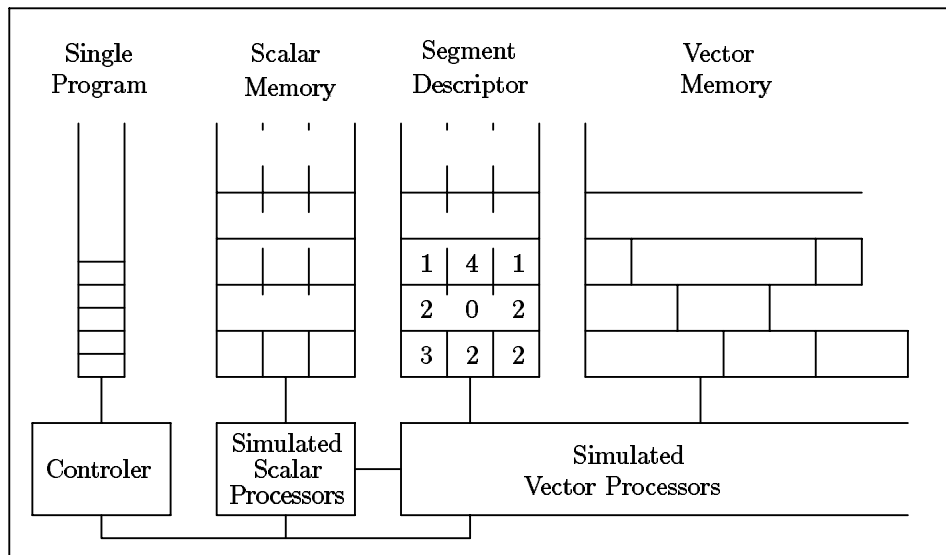 Single
Program
Scalar
Memory
Segment
Descriptor
Vector
Memory
1 4 1
2 0 2
3 2 2
Controler
Simulated
Scalar
Processors
Simulated
Vector Processors